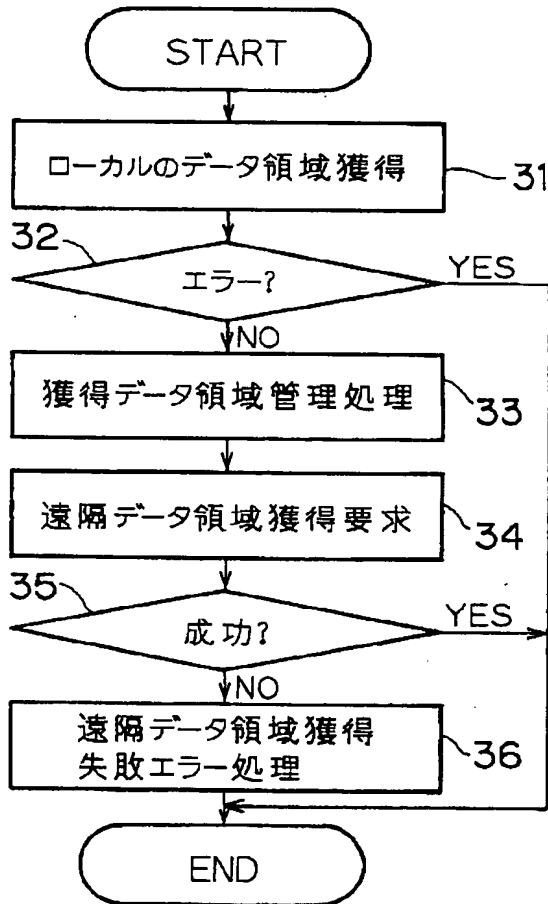 START
ローカルのデータ領域獲得
31
32
エラー?
YES
NO
獲得データ領域管理処理
33
遠隔データ領域獲得要求
34
35
成功?
YES
NO
遠隔データ領域獲得
失敗エラー処理
36
END